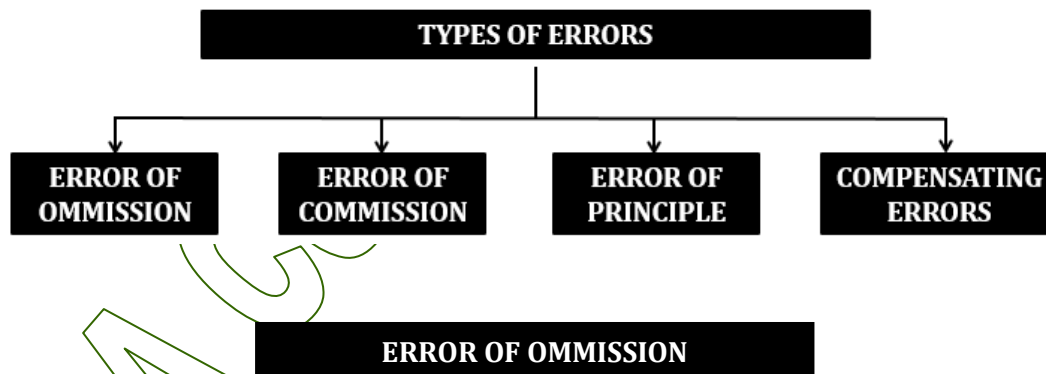 TYPES OF ERRORS
ERROR OF OMMISSION
ERROR OF COMMISSION
ERROR OF PRINCIPLE
COMPENSATING ERRORS
ERROR OF OMMISSION